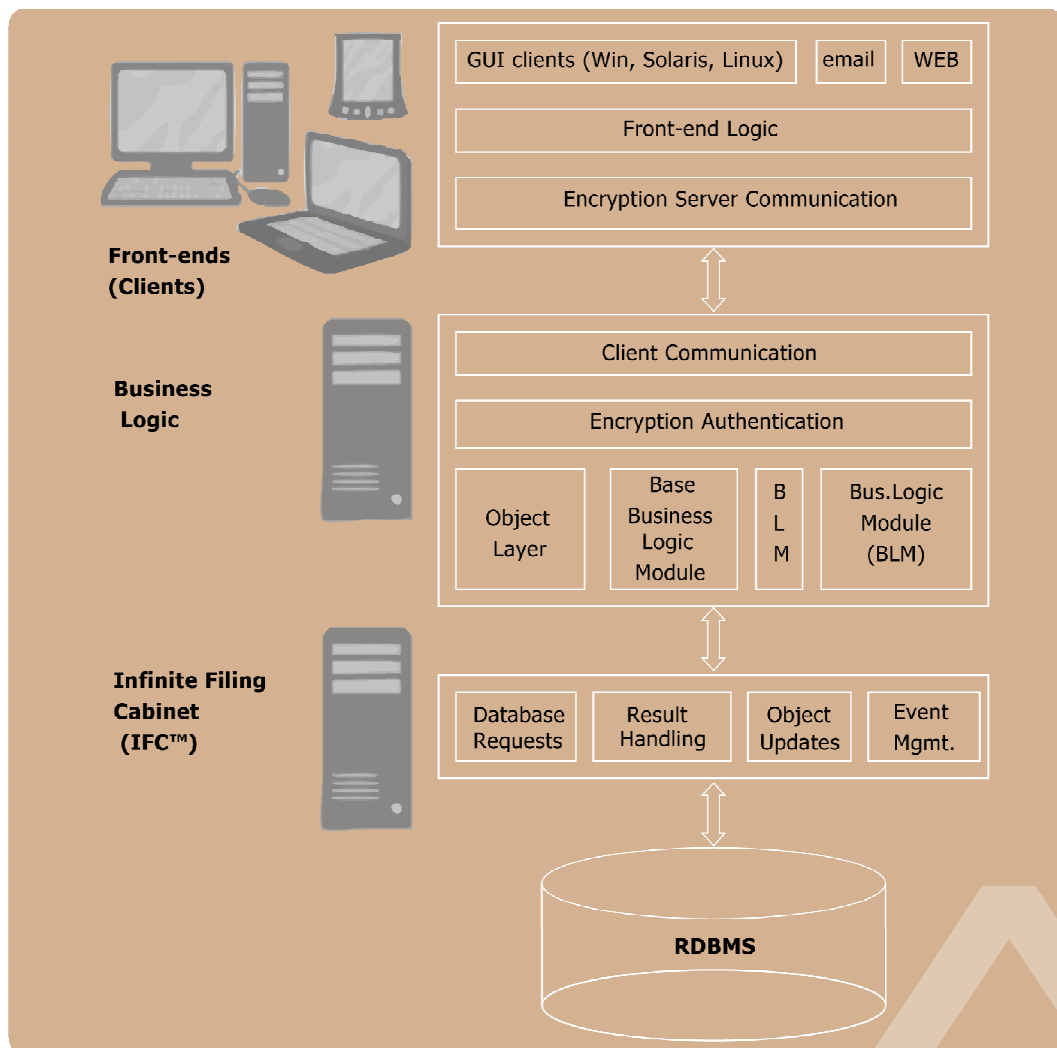 GUI clients (Win, Solaris, Linux)
email
WEB
Front-end Logic
Encryption Server Communication
Front-ends
(Clients)
Client Communication
Business
Logic
Encryption Authentication
Object
Layer
Base
Business
Logic
Module
B
L
M
Bus.Logic
Module
(BLM)
Infinite Filing
Cabinet
(IFC™)
Database
Requests
Result
Handling
Object
Updates
Event
Mgmt.
RDBMS